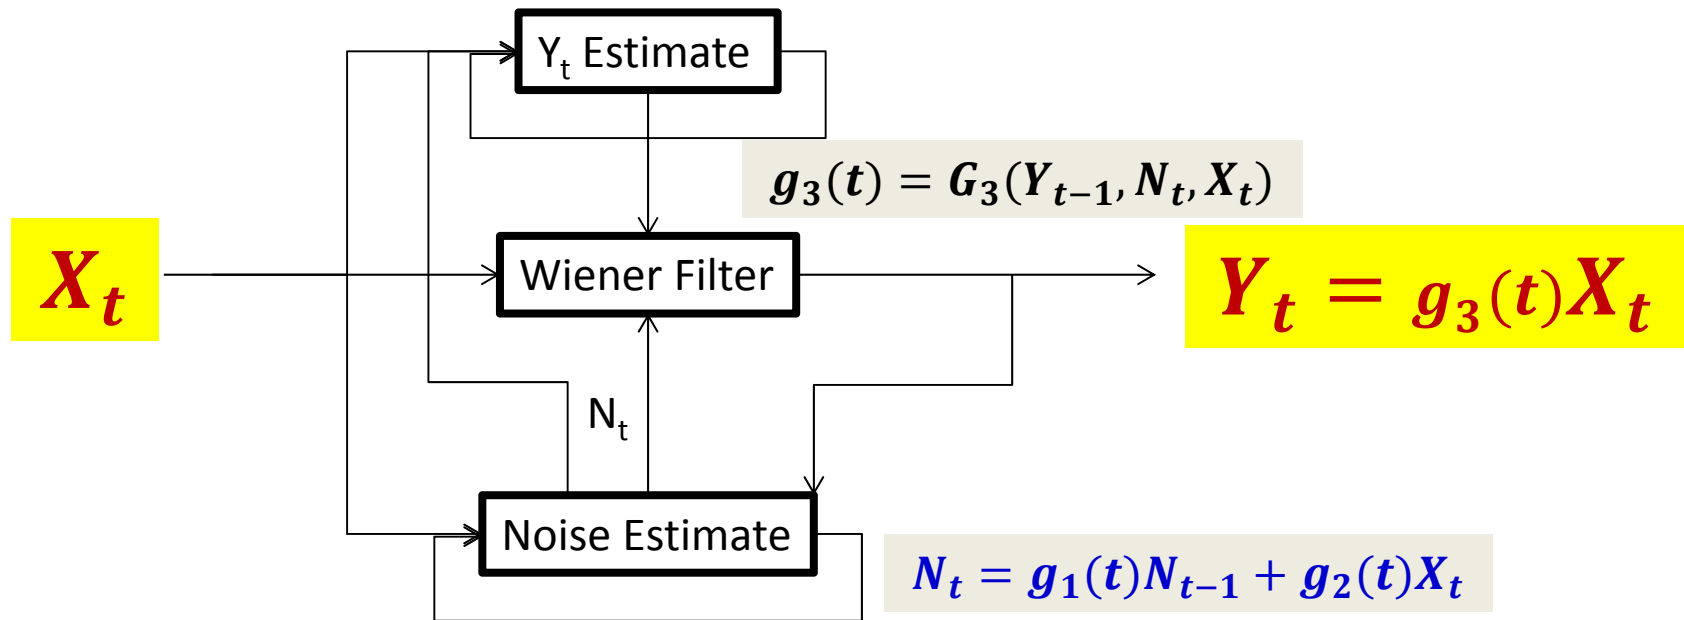 Yₜ Estimate
g₃(t) = G₃(Yₜ₋₁, Nₜ, Xₜ)
Xₜ
Wiener Filter
Yₜ = g₃(t)Xₜ
Nₜ
Noise Estimate
Nₜ = g₁(t)Nₜ₋₁ + g₂(t)Xₜ